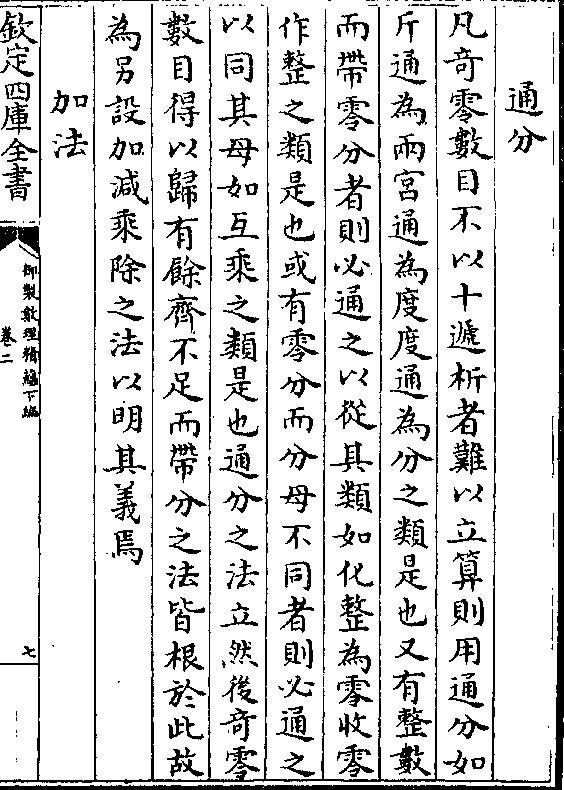 通分
凡竒零數目不以十遞析者難以立算則用通分如
斤通為兩宮通為度度通為分之類是也又有整數
而帶零分者則必通之以從其類如化整為零收零
作整之類是也或有零分而分母不同者則必通之
以同其母如互乘之類是也通分之法立然後竒零
數目得以歸有餘齊不足而帶分之法皆根於此故
為另設加減乘除之法以明其義焉
加法
欽定四庫全書
御製數理精藴下編
卷二
七